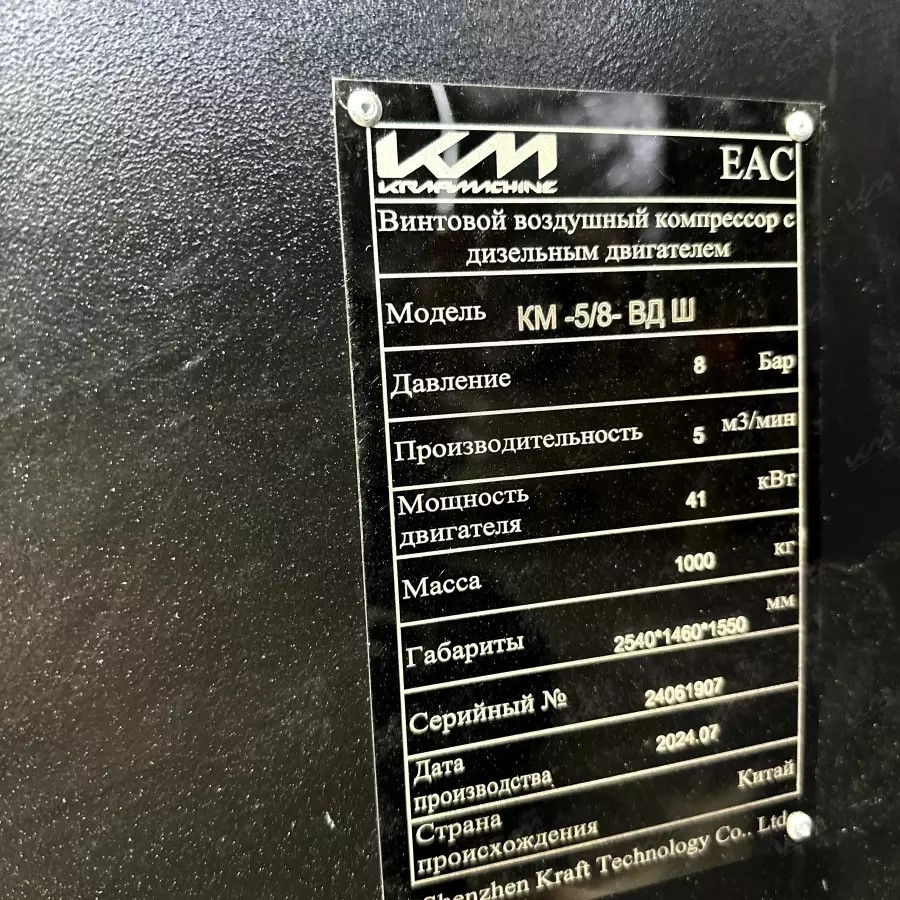 KM
KRAFTMACHINE
EAC
Винтовой воздушный компрессор с
дизельным двигателем
Модель КМ -5/8- ВД Ш
Давление 8 Бар
Производительность 5 м3/мин
Мощность
двигателя 41 кВт
Масса 1000 кг
Габариты 2540*1460*1550 мм
Серийный № 24061907
Дата
производства 2024.07
Страна
происхождения Китай
Shenzhen Kraft Technology Co., Ltd